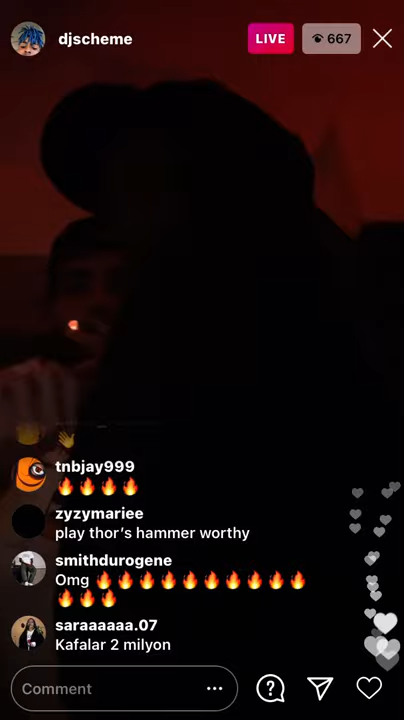 djscheme
LIVE
667
tnbjay999
🔥🔥🔥🔥
zyzymariee
play thor's hammer worthy
smithdurogene
Omg 🔥🔥🔥🔥🔥🔥🔥🔥🔥🔥
🔥🔥🔥
saraaaaaa.07
Kafalar 2 milyon
Comment